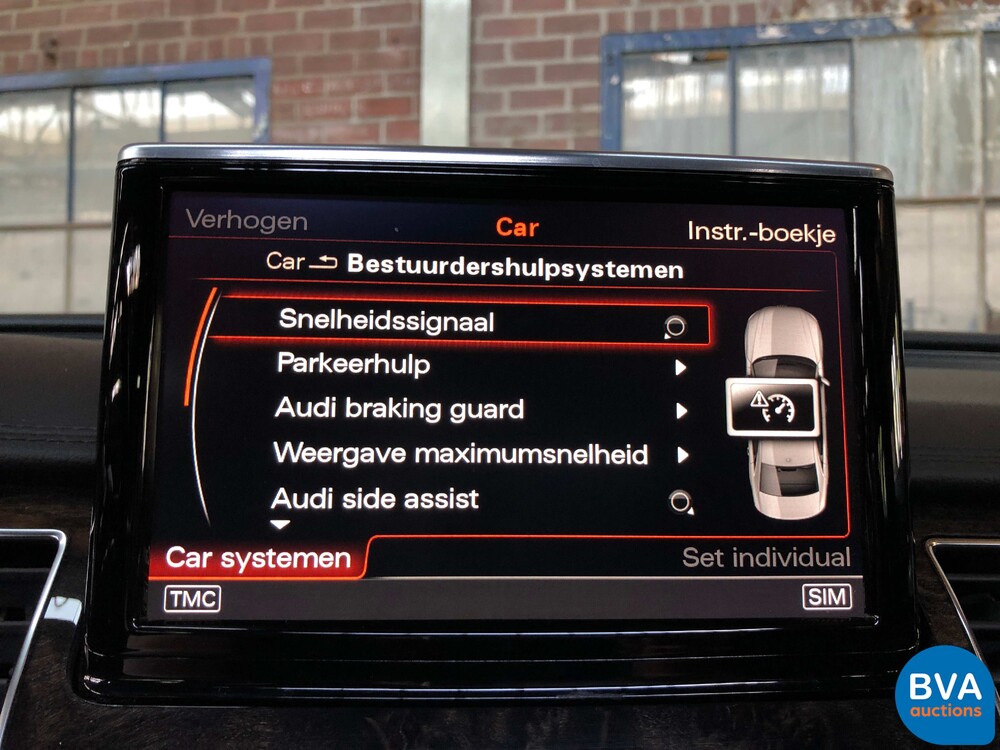 Verhogen Car Instr.-boekje
Car Bestuurdershulpsystemen
Snelheidssignaal
Parkeerhulp
Audi braking guard
Weergave maximumsnelheid
Audi side assist
Car systemen Set individual
TMC SIM
BVA
auctions